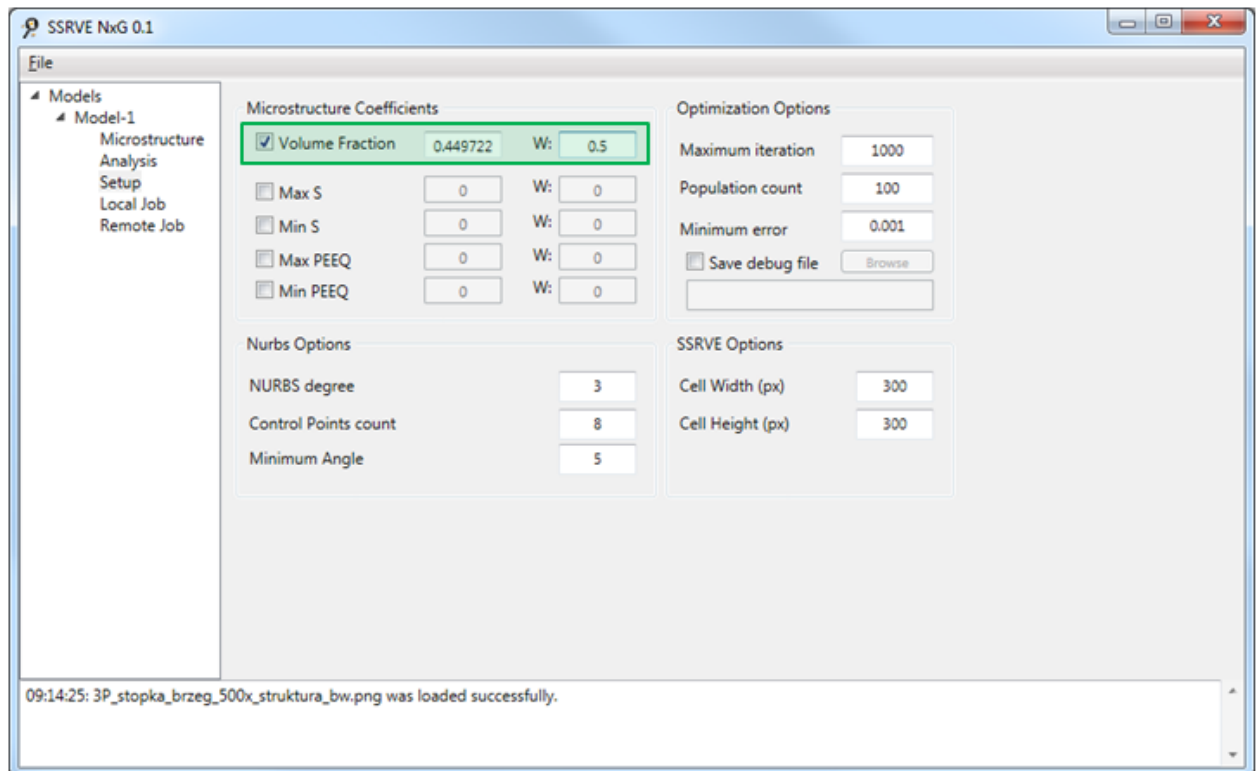 SSRVE NxG 0.1
File
Models
Model-1
Microstructure
Analysis
Setup
Local Job
Remote Job
Microstructure Coefficients
Volume Fraction 0.449722 W: 0.5
Max S 0 W: 0
Min S 0 W: 0
Max PEEQ 0 W: 0
Min PEEQ 0 W: 0
Optimization Options
Maximum iteration 1000
Population count 100
Minimum error 0.001
Save debug file Browse
Nurbs Options
NURBS degree 3
Control Points count 8
Minimum Angle 5
SSRVE Options
Cell Width (px) 300
Cell Height (px) 300
09:14:25: 3P_stopka_brzeg_500x_struktura_bw.png was loaded successfully.